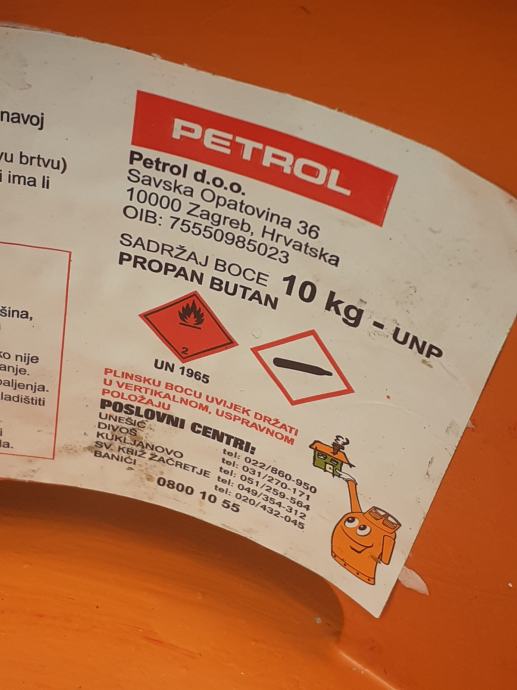 navoj
vu brtvu)
i ima li
šina,
ko nije
anje.
paljenja.
ladištiti
la.
PETROL
Petrol d.o.o.
Savska Opatovina 36
10000 Zagreb, Hrvatska
OIB: 75550985023
SADRŽAJ BOCE 10 kg - UNP
PROPAN BUTAN
2
UN 1965
PLINSKU BOCU UVIJEK DRŽATI
U VERTIKALNOM, USPRAVNOM
POLOŽAJU
POSLOVNI CENTRI:
UNEŠIĆ tel: 022/860-950
DIVOŠ tel: 031/270-171
KUKLJANOVO tel: 051/259-564
SV. KRIŽ ZAČRETJE tel: 049/354-312
BANIĆI tel: 020/432-045
0800 10 55